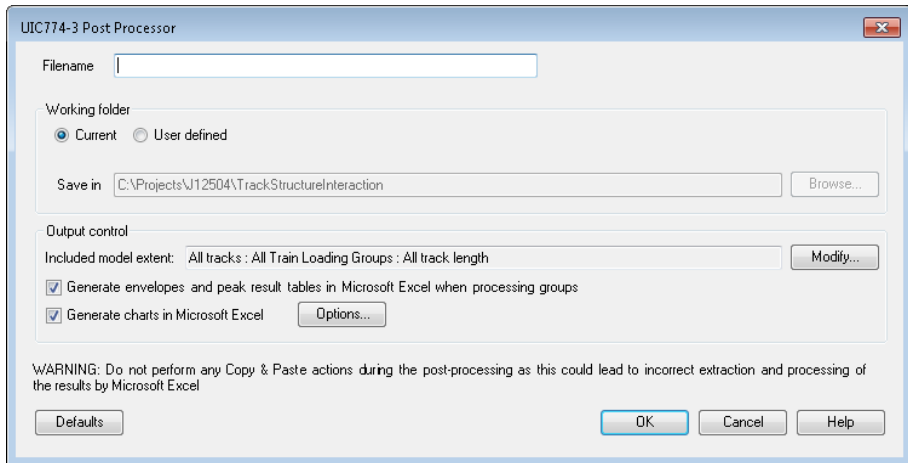 UIC774-3 Post Processor
Filename
Working folder
Current User defined
Save in C:\Projects\J12504\TrackStructureInteraction Browse...
Output control
Included model extent: All tracks : All Train Loading Groups : All track length Modify...
Generate envelopes and peak result tables in Microsoft Excel when processing groups
Generate charts in Microsoft Excel Options...
WARNING: Do not perform any Copy & Paste actions during the post-processing as this could lead to incorrect extraction and processing of
the results by Microsoft Excel
Defaults OK Cancel Help